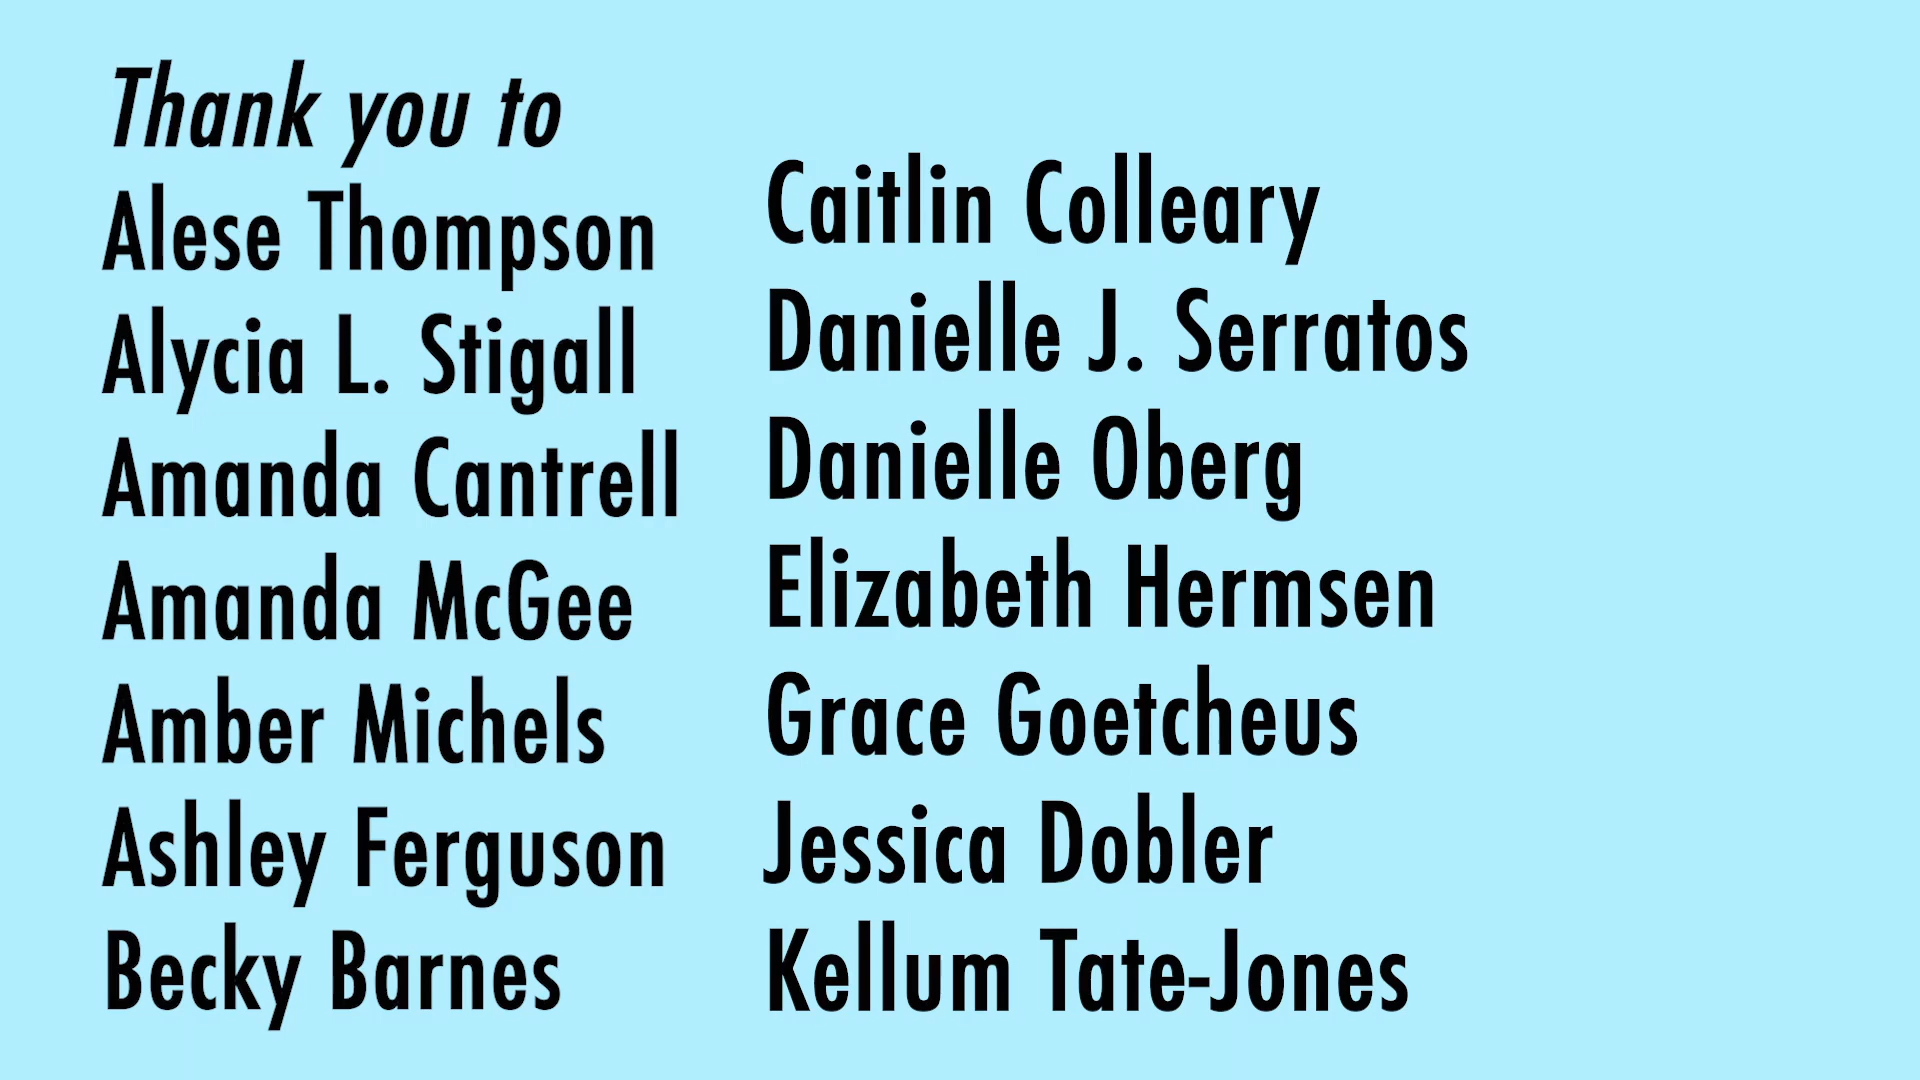 Thank you to
Alese Thompson
Alycia L. Stigall
Amanda Cantrell
Amanda McGee
Amber Michels
Ashley Ferguson
Becky Barnes
Caitlin Colleary
Danielle J. Serratos
Danielle Oberg
Elizabeth Hermsen
Grace Goetcheus
Jessica Dobler
Kellum Tate-Jones